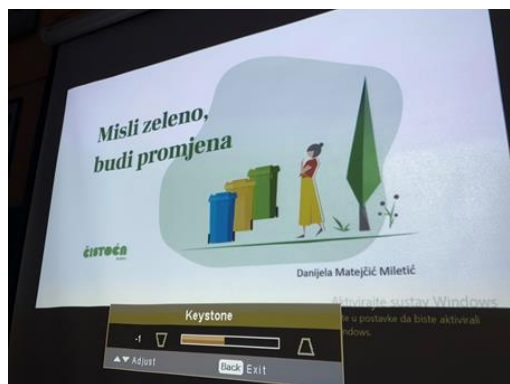 Misli zeleno,
budi promjena
čistoća
Danijela Matejčić Miletić
Aktivirajte sustav Windows
u postavke da biste aktivirali
Windows.
Keystone
-1
▲▼ Adjust
Back Exit